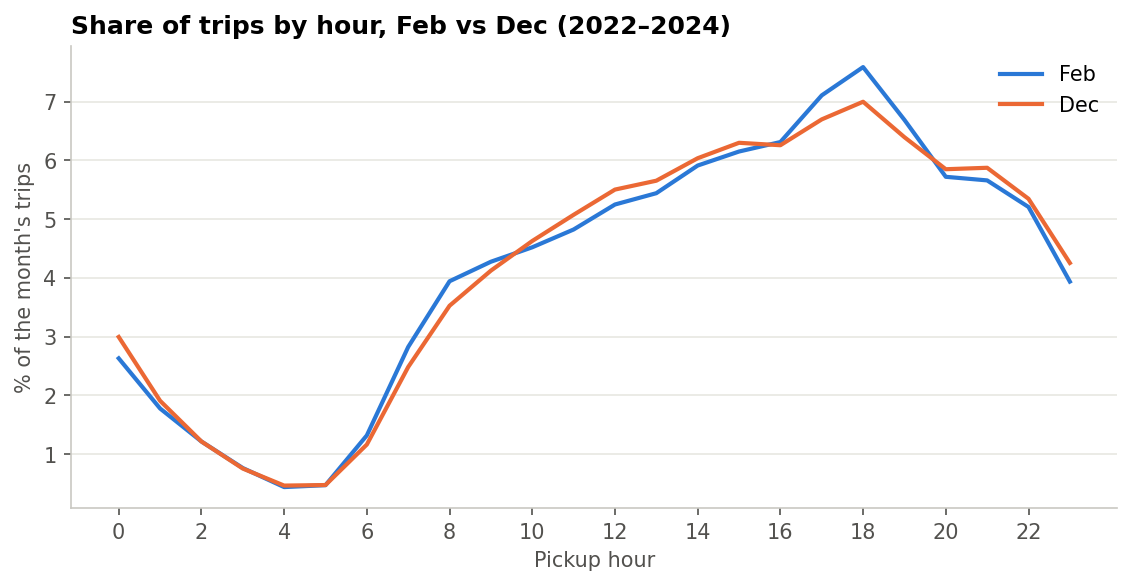 Share of trips by hour, Feb vs Dec (2022–2024)
Feb
Dec
% of the month's trips
7
6
5
4
3
2
1
0 2 4 6 8 10 12 14 16 18 20 22
Pickup hour